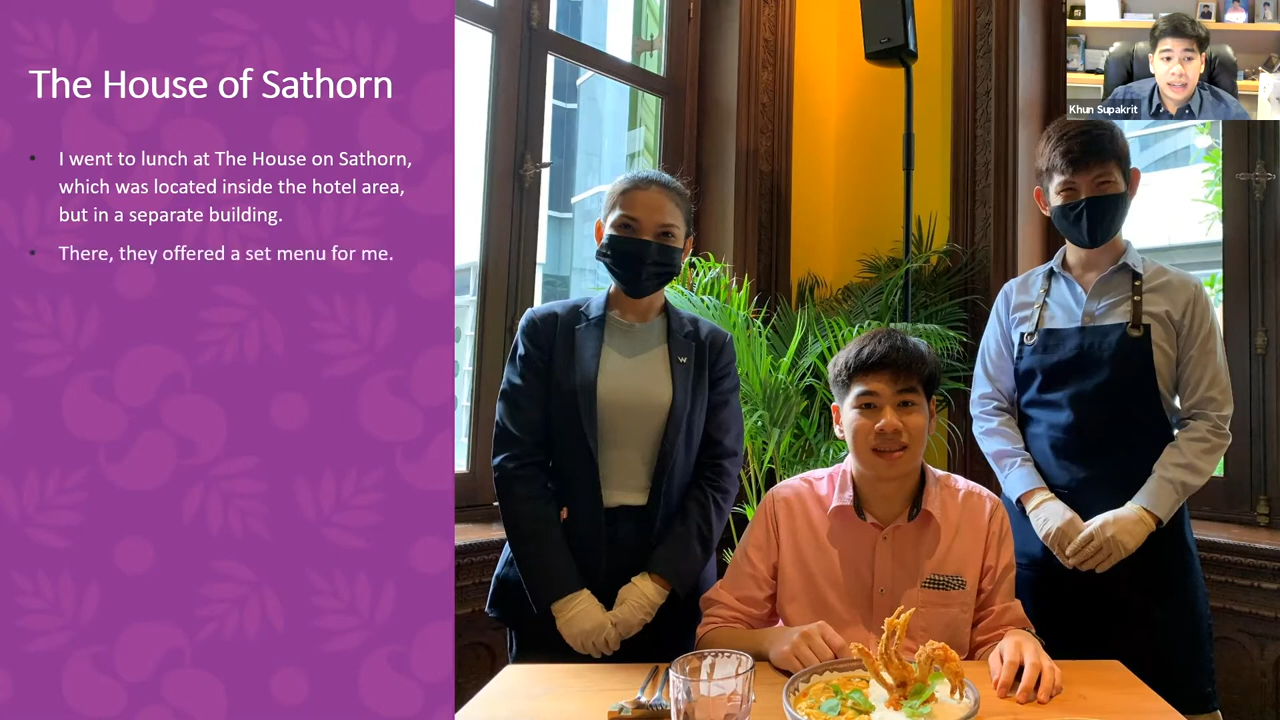 The House of Sathorn
Khun Supakrit
• I went to lunch at The House on Sathorn,
which was located inside the hotel area,
but in a separate building.
• There, they offered a set menu for me.
W